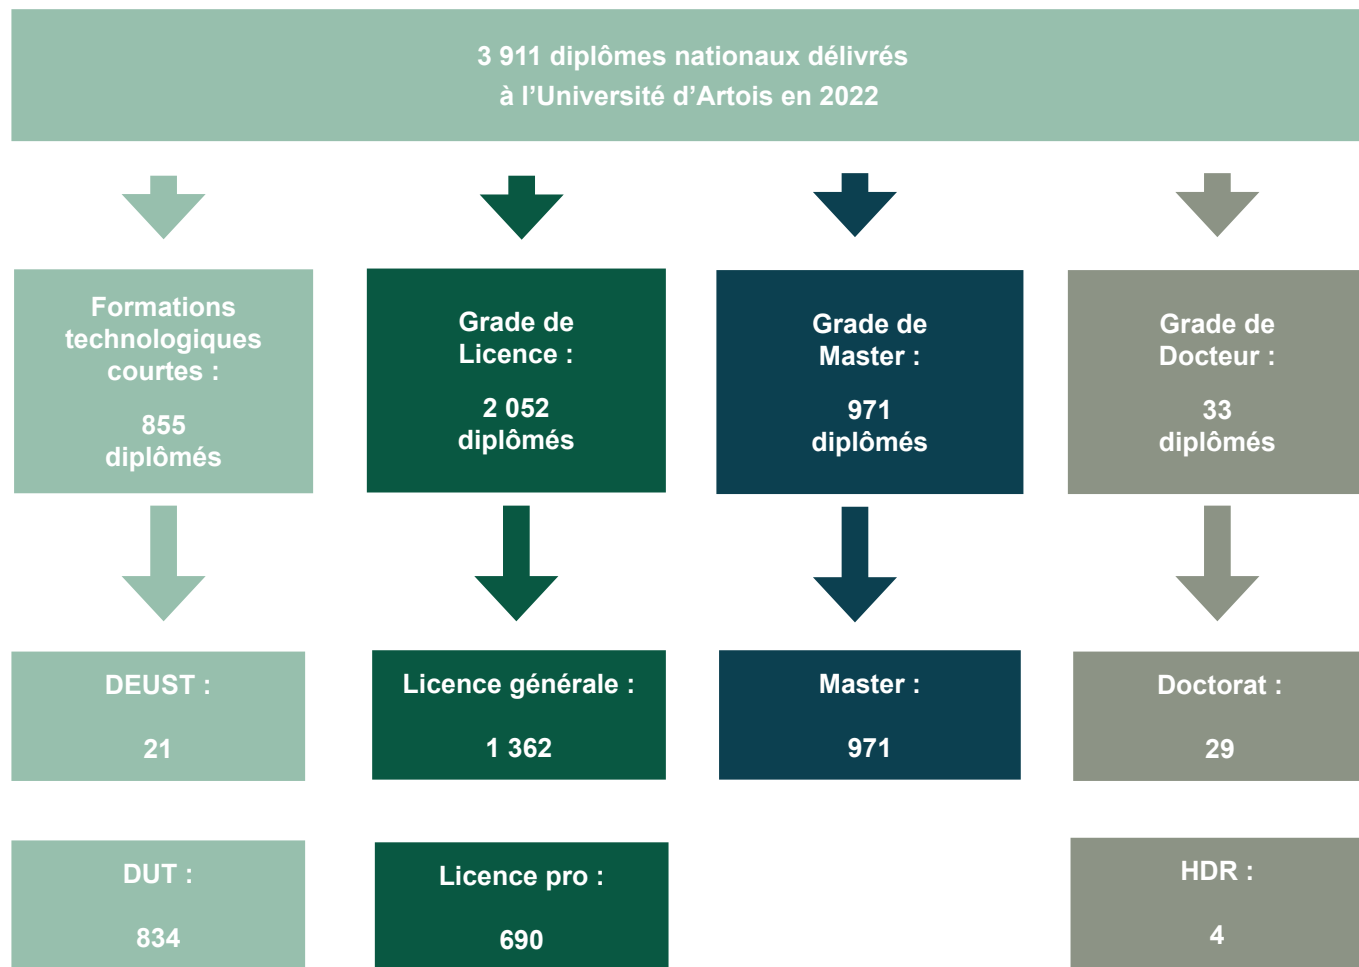 3 911 diplômes nationaux délivrés
à l’Université d’Artois en 2022
Formations
technologiques
courtes :
855
diplômés
Grade de
Licence :
2 052
diplômés
Grade de
Master :
971
diplômés
Grade de
Docteur :
33
diplômés
DEUST :
21
Licence générale :
1 362
Master :
971
Doctorat :
29
DUT :
834
Licence pro :
690
HDR :
4